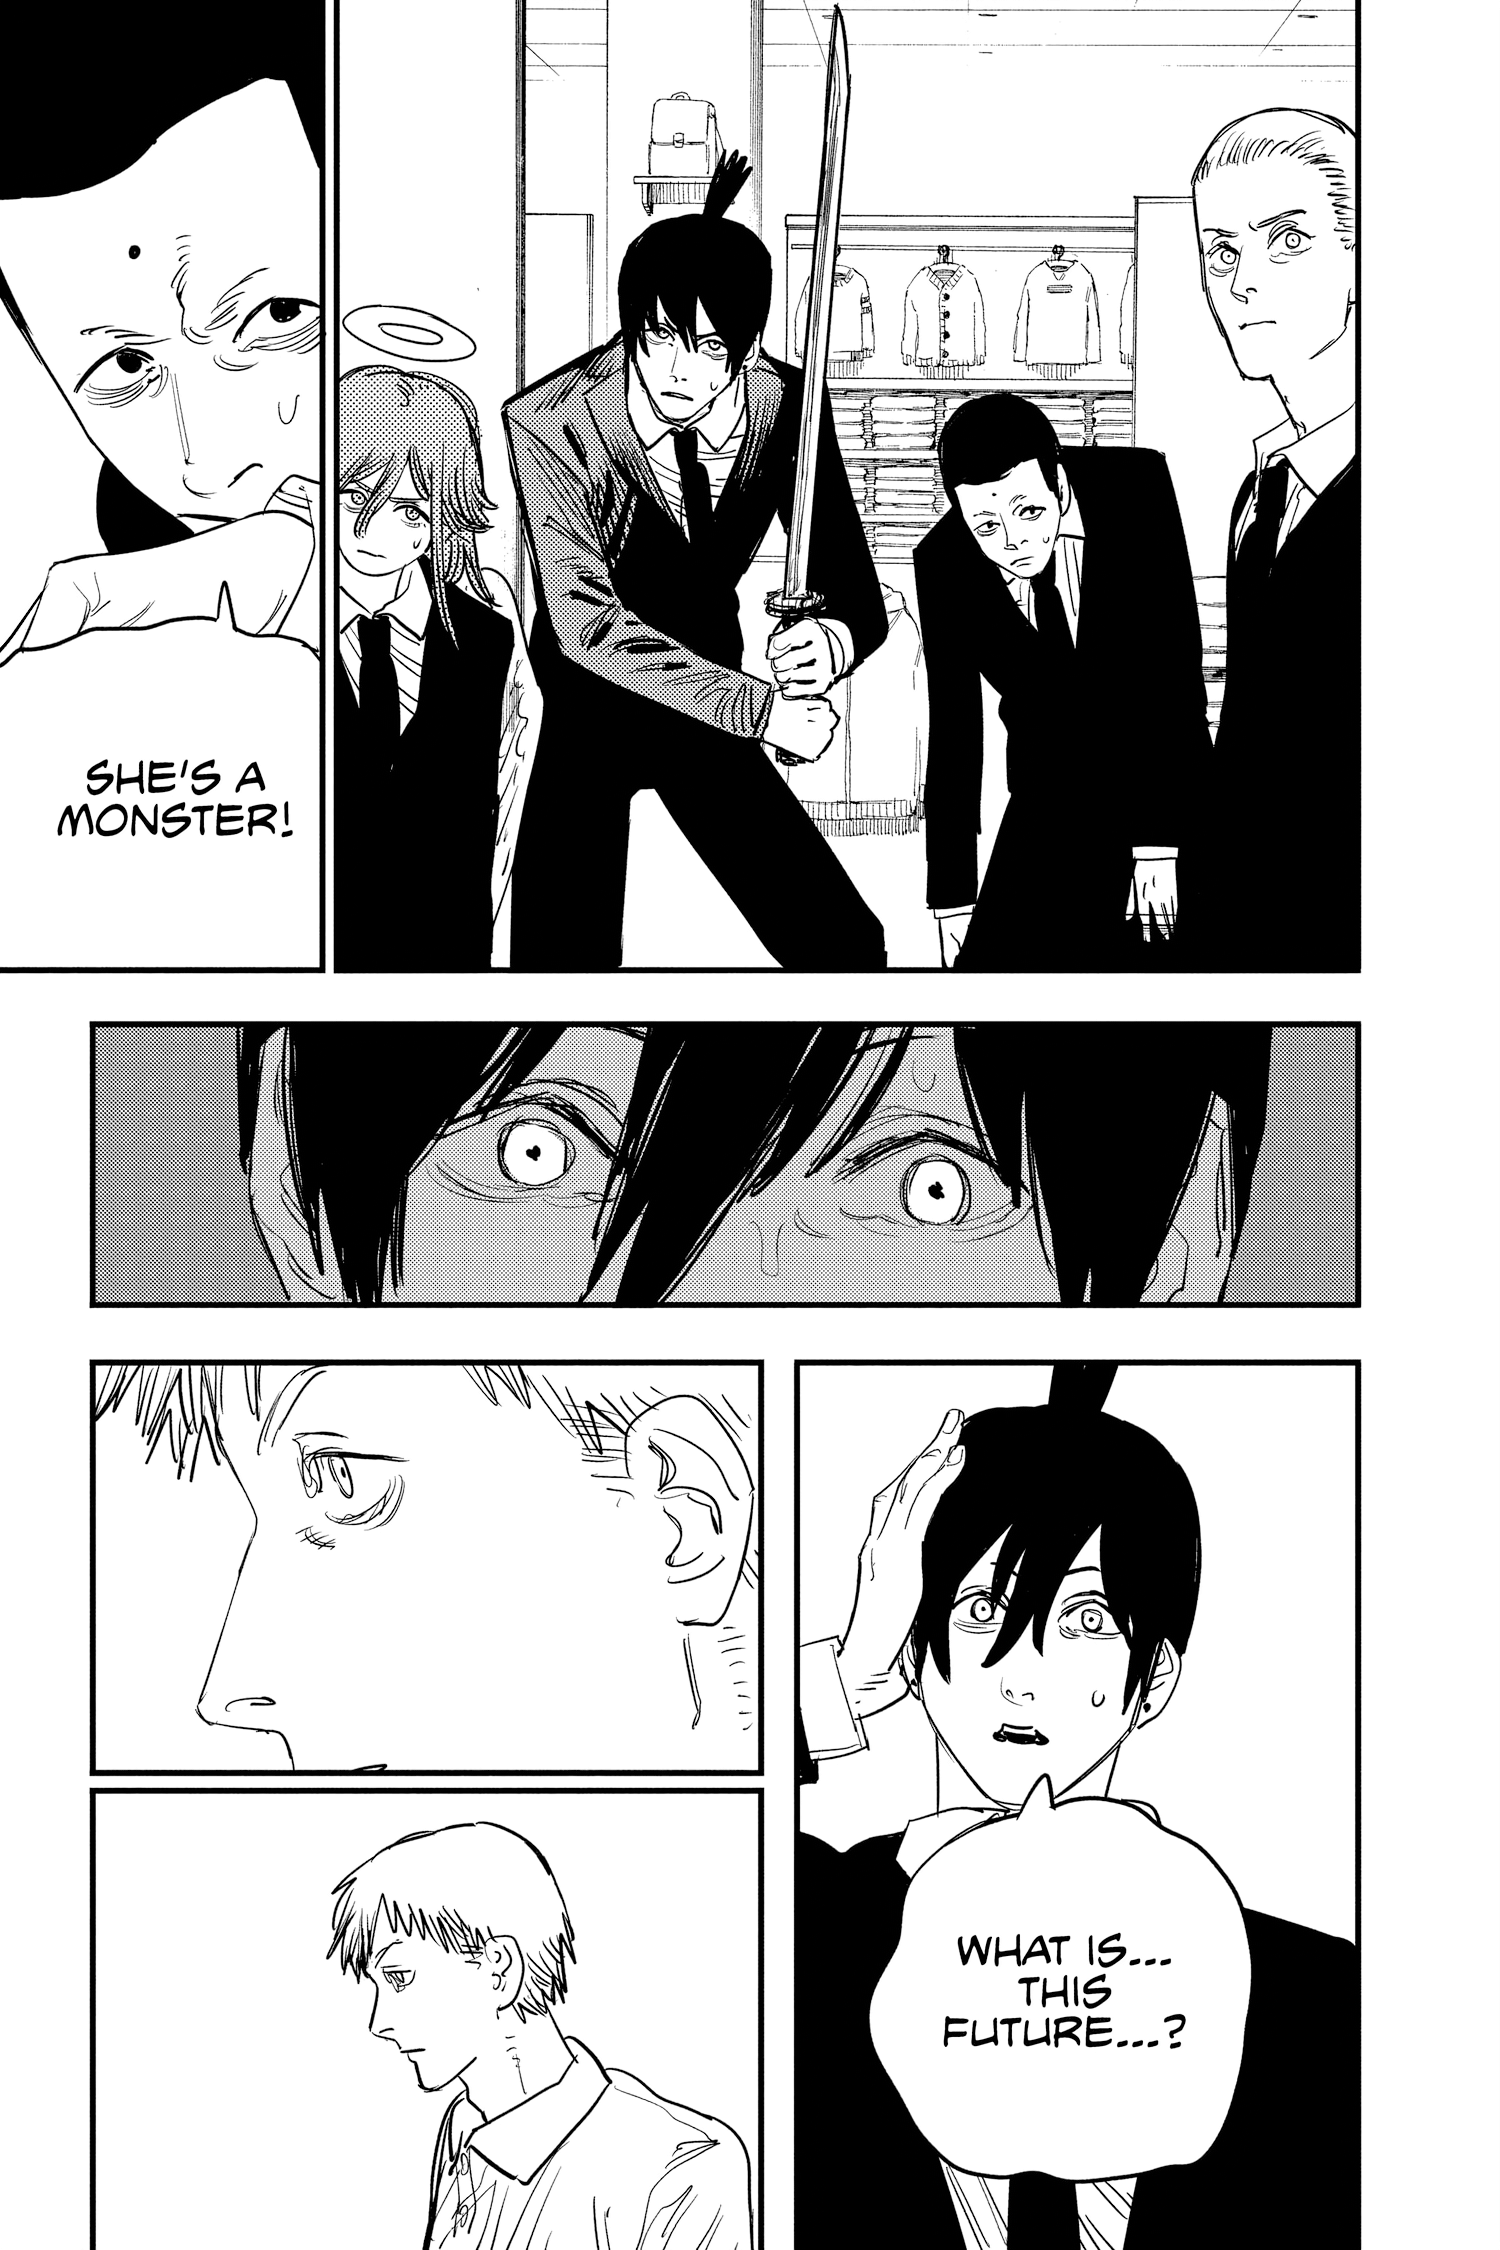 SHE'S A
MONSTER!
WHAT IS...
THIS
FUTURE...?